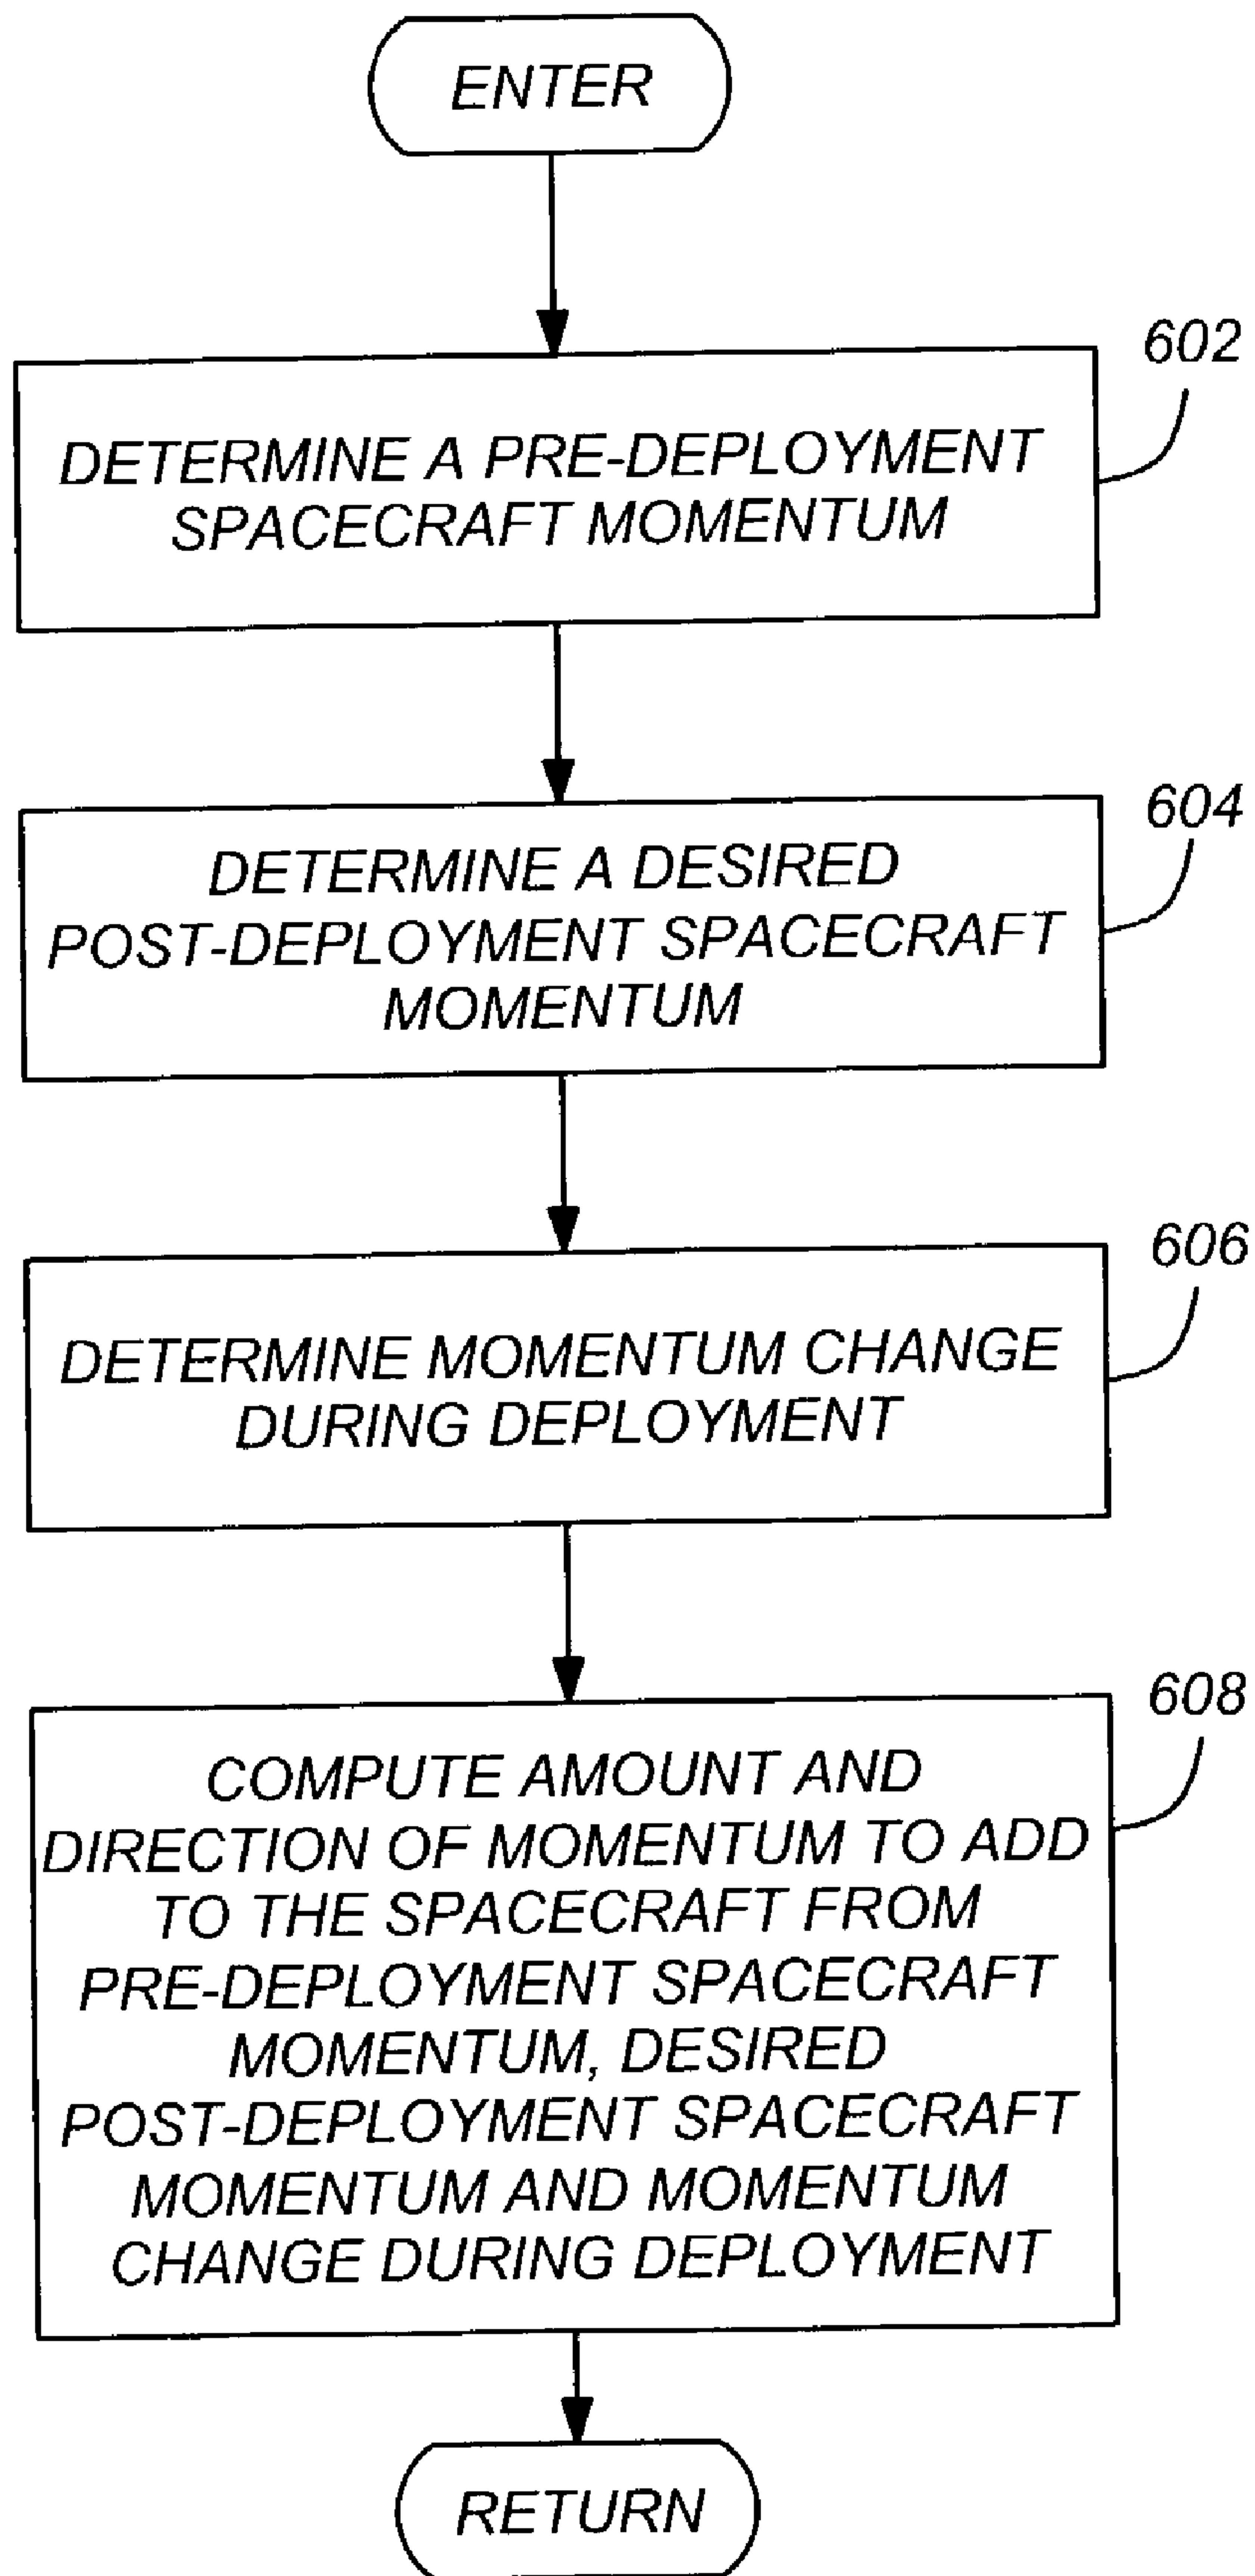 ENTER
602
DETERMINE A PRE-DEPLOYMENT
SPACECRAFT MOMENTUM
604
DETERMINE A DESIRED
POST-DEPLOYMENT SPACECRAFT
MOMENTUM
606
DETERMINE MOMENTUM CHANGE
DURING DEPLOYMENT
608
COMPUTE AMOUNT AND
DIRECTION OF MOMENTUM TO ADD
TO THE SPACECRAFT FROM
PRE-DEPLOYMENT SPACECRAFT
MOMENTUM, DESIRED
POST-DEPLOYMENT SPACECRAFT
MOMENTUM AND MOMENTUM
CHANGE DURING DEPLOYMENT
RETURN